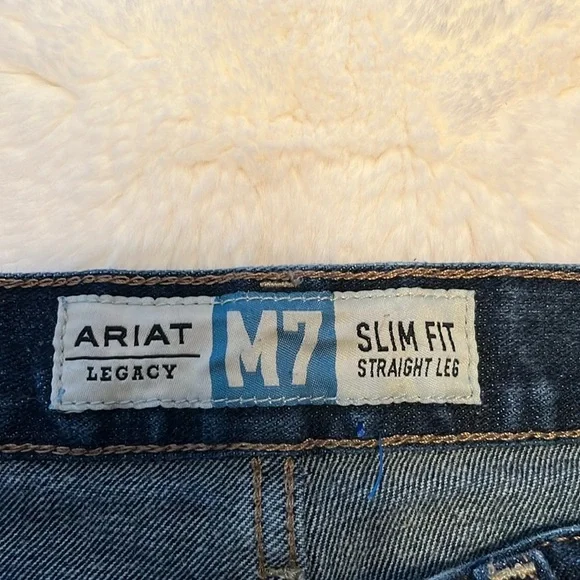 ARIAT
LEGACY
M7
SLIM FIT
STRAIGHT LEG